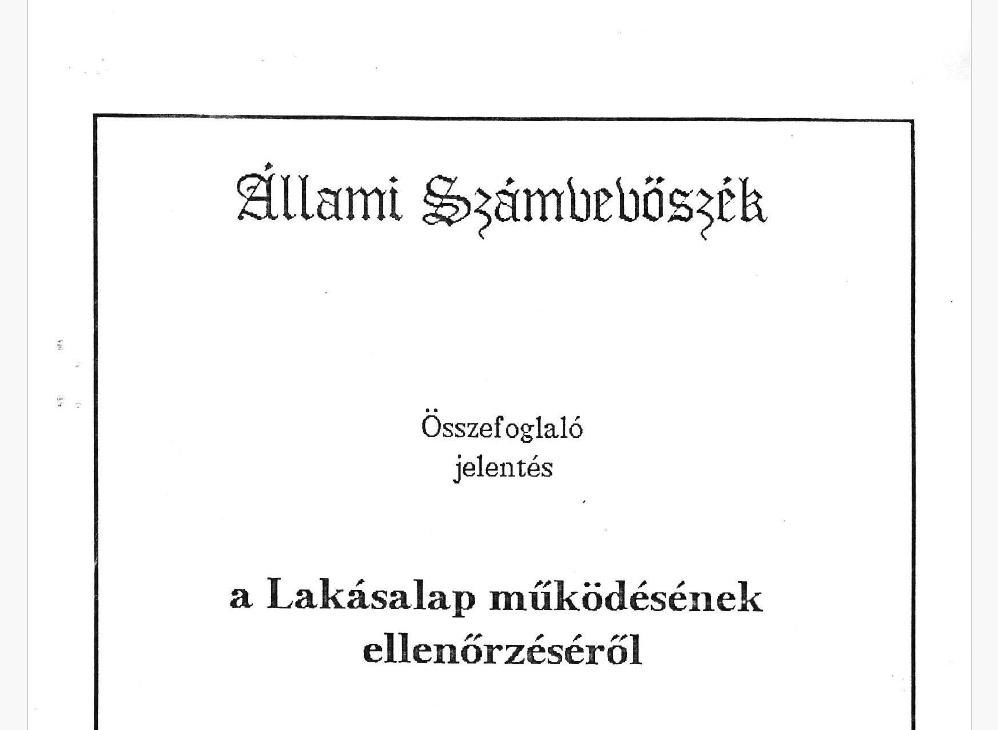 Állami Számvevőszék
Összefoglaló
jelentés
a Lakásalap működésének
ellenőrzéséről